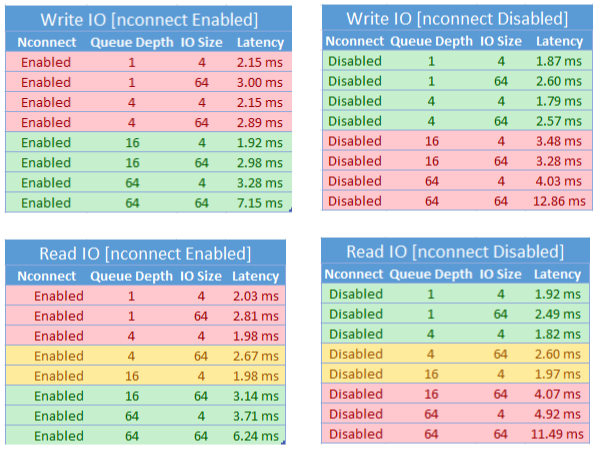 Write IO [nconnect Enabled]
Nconnect Queue Depth IO Size Latency
Enabled 1 4 2.15 ms
Enabled 1 64 3.00 ms
Enabled 4 4 2.15 ms
Enabled 4 64 2.89 ms
Enabled 16 4 1.92 ms
Enabled 16 64 2.98 ms
Enabled 64 4 3.28 ms
Enabled 64 64 7.15 ms
Write IO [nconnect Disabled]
Nconnect Queue Depth IO Size Latency
Disabled 1 4 1.87 ms
Disabled 1 64 2.60 ms
Disabled 4 4 1.79 ms
Disabled 4 64 2.57 ms
Disabled 16 4 3.48 ms
Disabled 16 64 3.28 ms
Disabled 64 4 4.03 ms
Disabled 64 64 12.86 ms
Read IO [nconnect Enabled]
Nconnect Queue Depth IO Size Latency
Enabled 1 4 2.03 ms
Enabled 1 64 2.81 ms
Enabled 4 4 1.98 ms
Enabled 4 64 2.67 ms
Enabled 16 4 1.98 ms
Enabled 16 64 3.14 ms
Enabled 64 4 3.71 ms
Enabled 64 64 6.24 ms
Read IO [nconnect Disabled]
Nconnect Queue Depth IO Size Latency
Disabled 1 4 1.92 ms
Disabled 1 64 2.49 ms
Disabled 4 4 1.82 ms
Disabled 4 64 2.60 ms
Disabled 16 4 1.97 ms
Disabled 16 64 4.07 ms
Disabled 64 4 4.92 ms
Disabled 64 64 11.49 ms